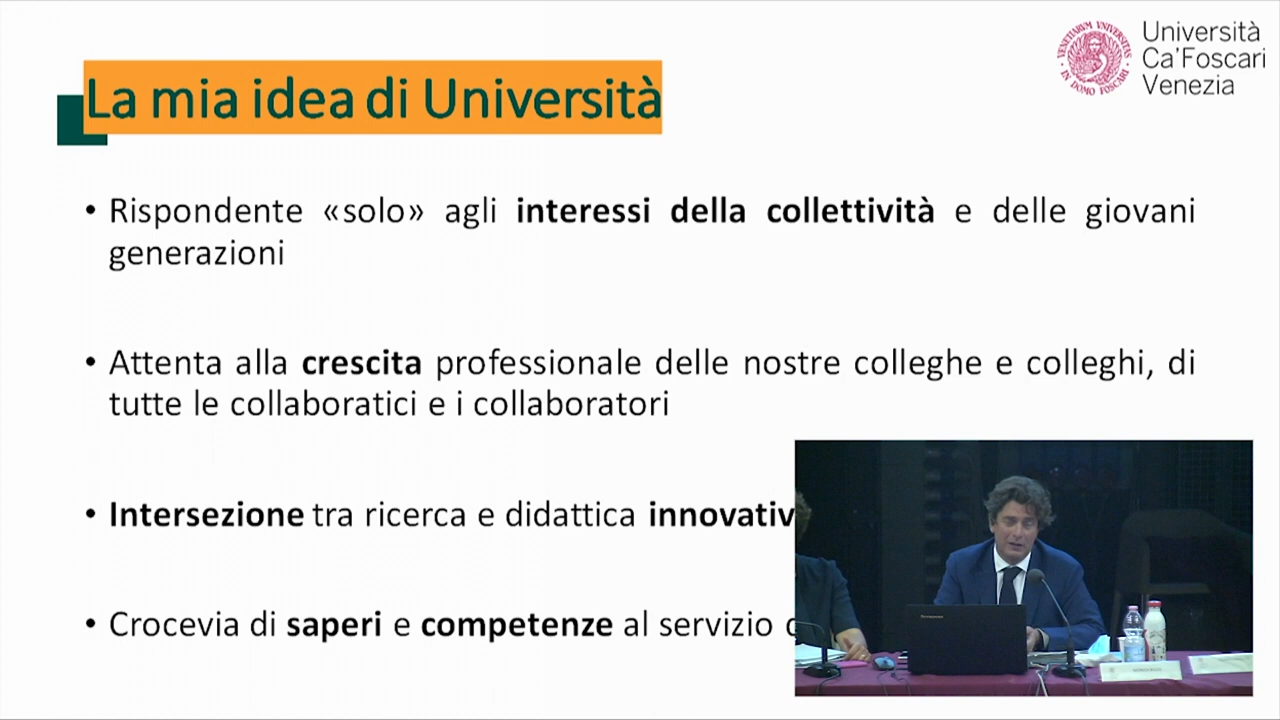 Università
Ca'Foscari
Venezia
La mia idea di Università
• Rispondente «solo» agli interessi della collettività e delle giovani
generazioni
• Attenta alla crescita professionale delle nostre colleghe e colleghi, di
tutte le collaboratici e i collaboratori
• Intersezione tra ricerca e didattica innovativ
• Crocevia di saperi e competenze al servizio